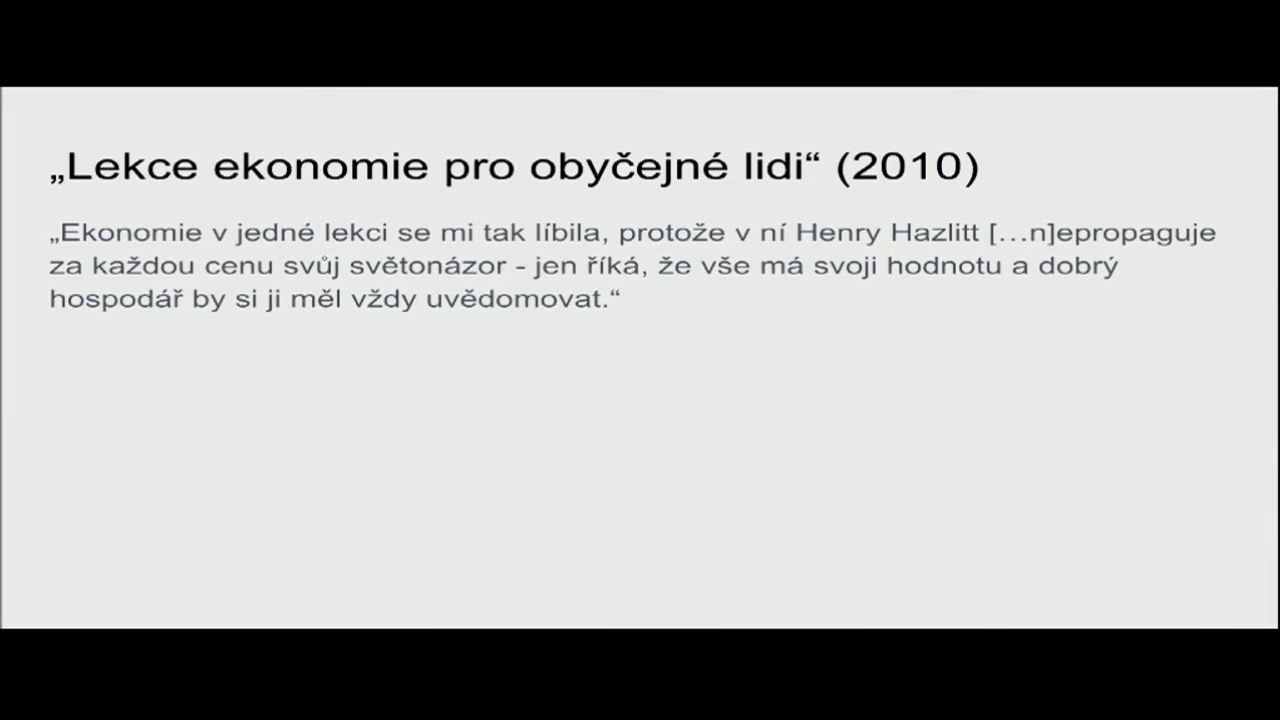 „Lekce ekonomie pro obyčejné lidi“ (2010)
„Ekonomie v jedné lekci se mi tak líbila, protože v ní Henry Hazlitt […n]epropaguje
za každou cenu svůj světonázor - jen říká, že vše má svoji hodnotu a dobrý
hospodář by si ji měl vždy uvědomovat.“